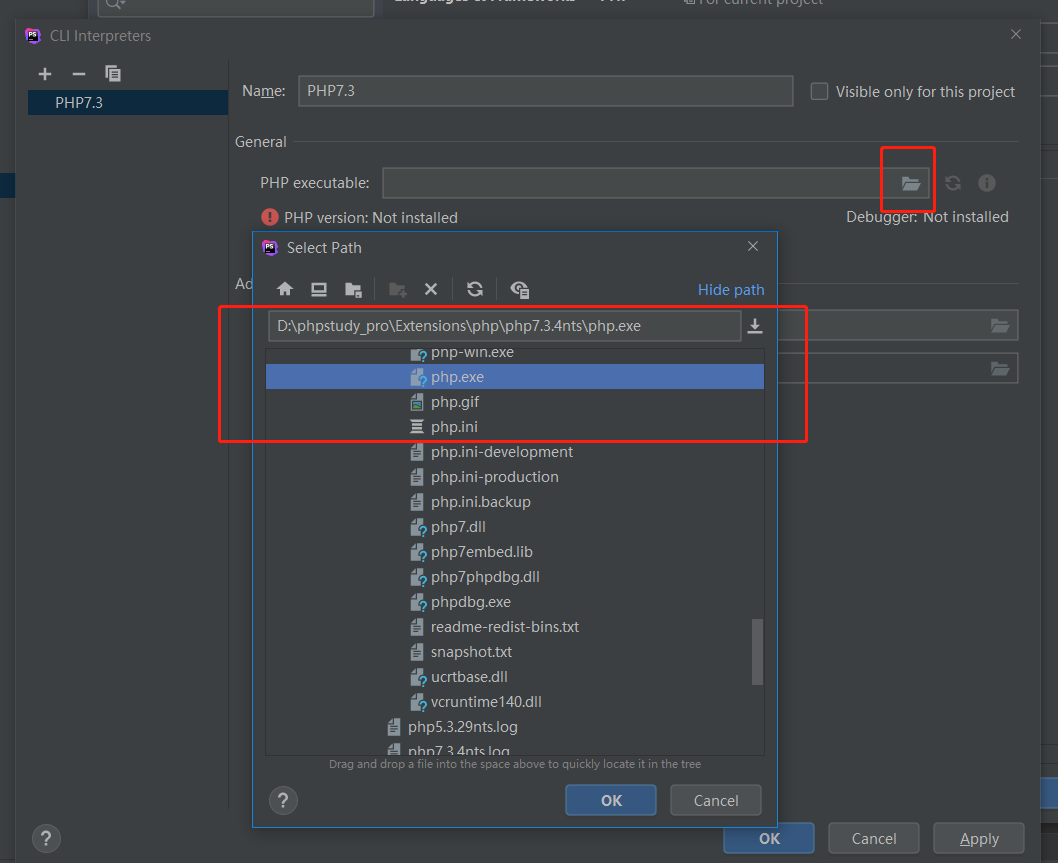 CLI Interpreters
PHP7.3
Name: PHP7.3 Visible only for this project
General
PHP executable:
PHP version: Not installed Debugger: Not installed
Select Path
Ad
Hide path
D:\phpstudy_pro\Extensions\php\php7.3.4nts\php.exe
php-win.exe
php.exe
php.gif
php.ini
php.ini-development
php.ini-production
php.ini.backup
php7.dll
php7embed.lib
php7phpdbg.dll
phpdbg.exe
readme-redist-bins.txt
snapshot.txt
ucrtbase.dll
vcruntime140.dll
php5.3.29nts.log
php7.3.4nts.log
Drag and drop a file into the space above to quickly locate it in the tree
? OK Cancel
? OK Cancel Apply